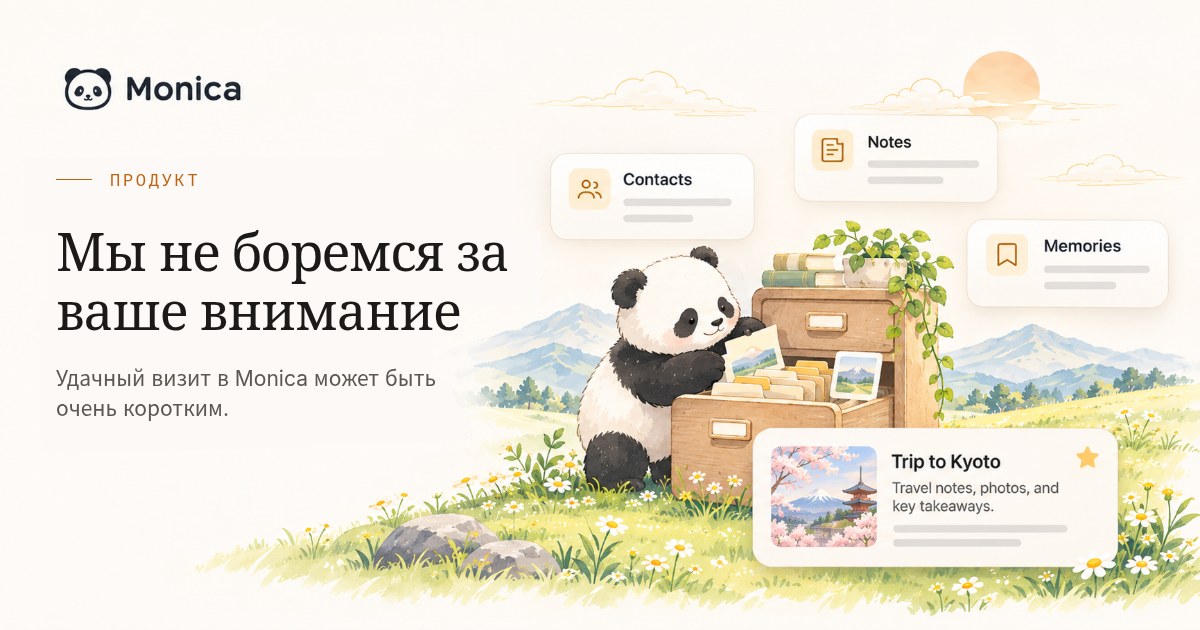 Monica
ПРОДУКТ
Мы не боремся за
ваше внимание
Удачный визит в Monica может быть
очень коротким.
Contacts
Notes
Memories
Trip to Kyoto
Travel notes, photos, and
key takeaways.